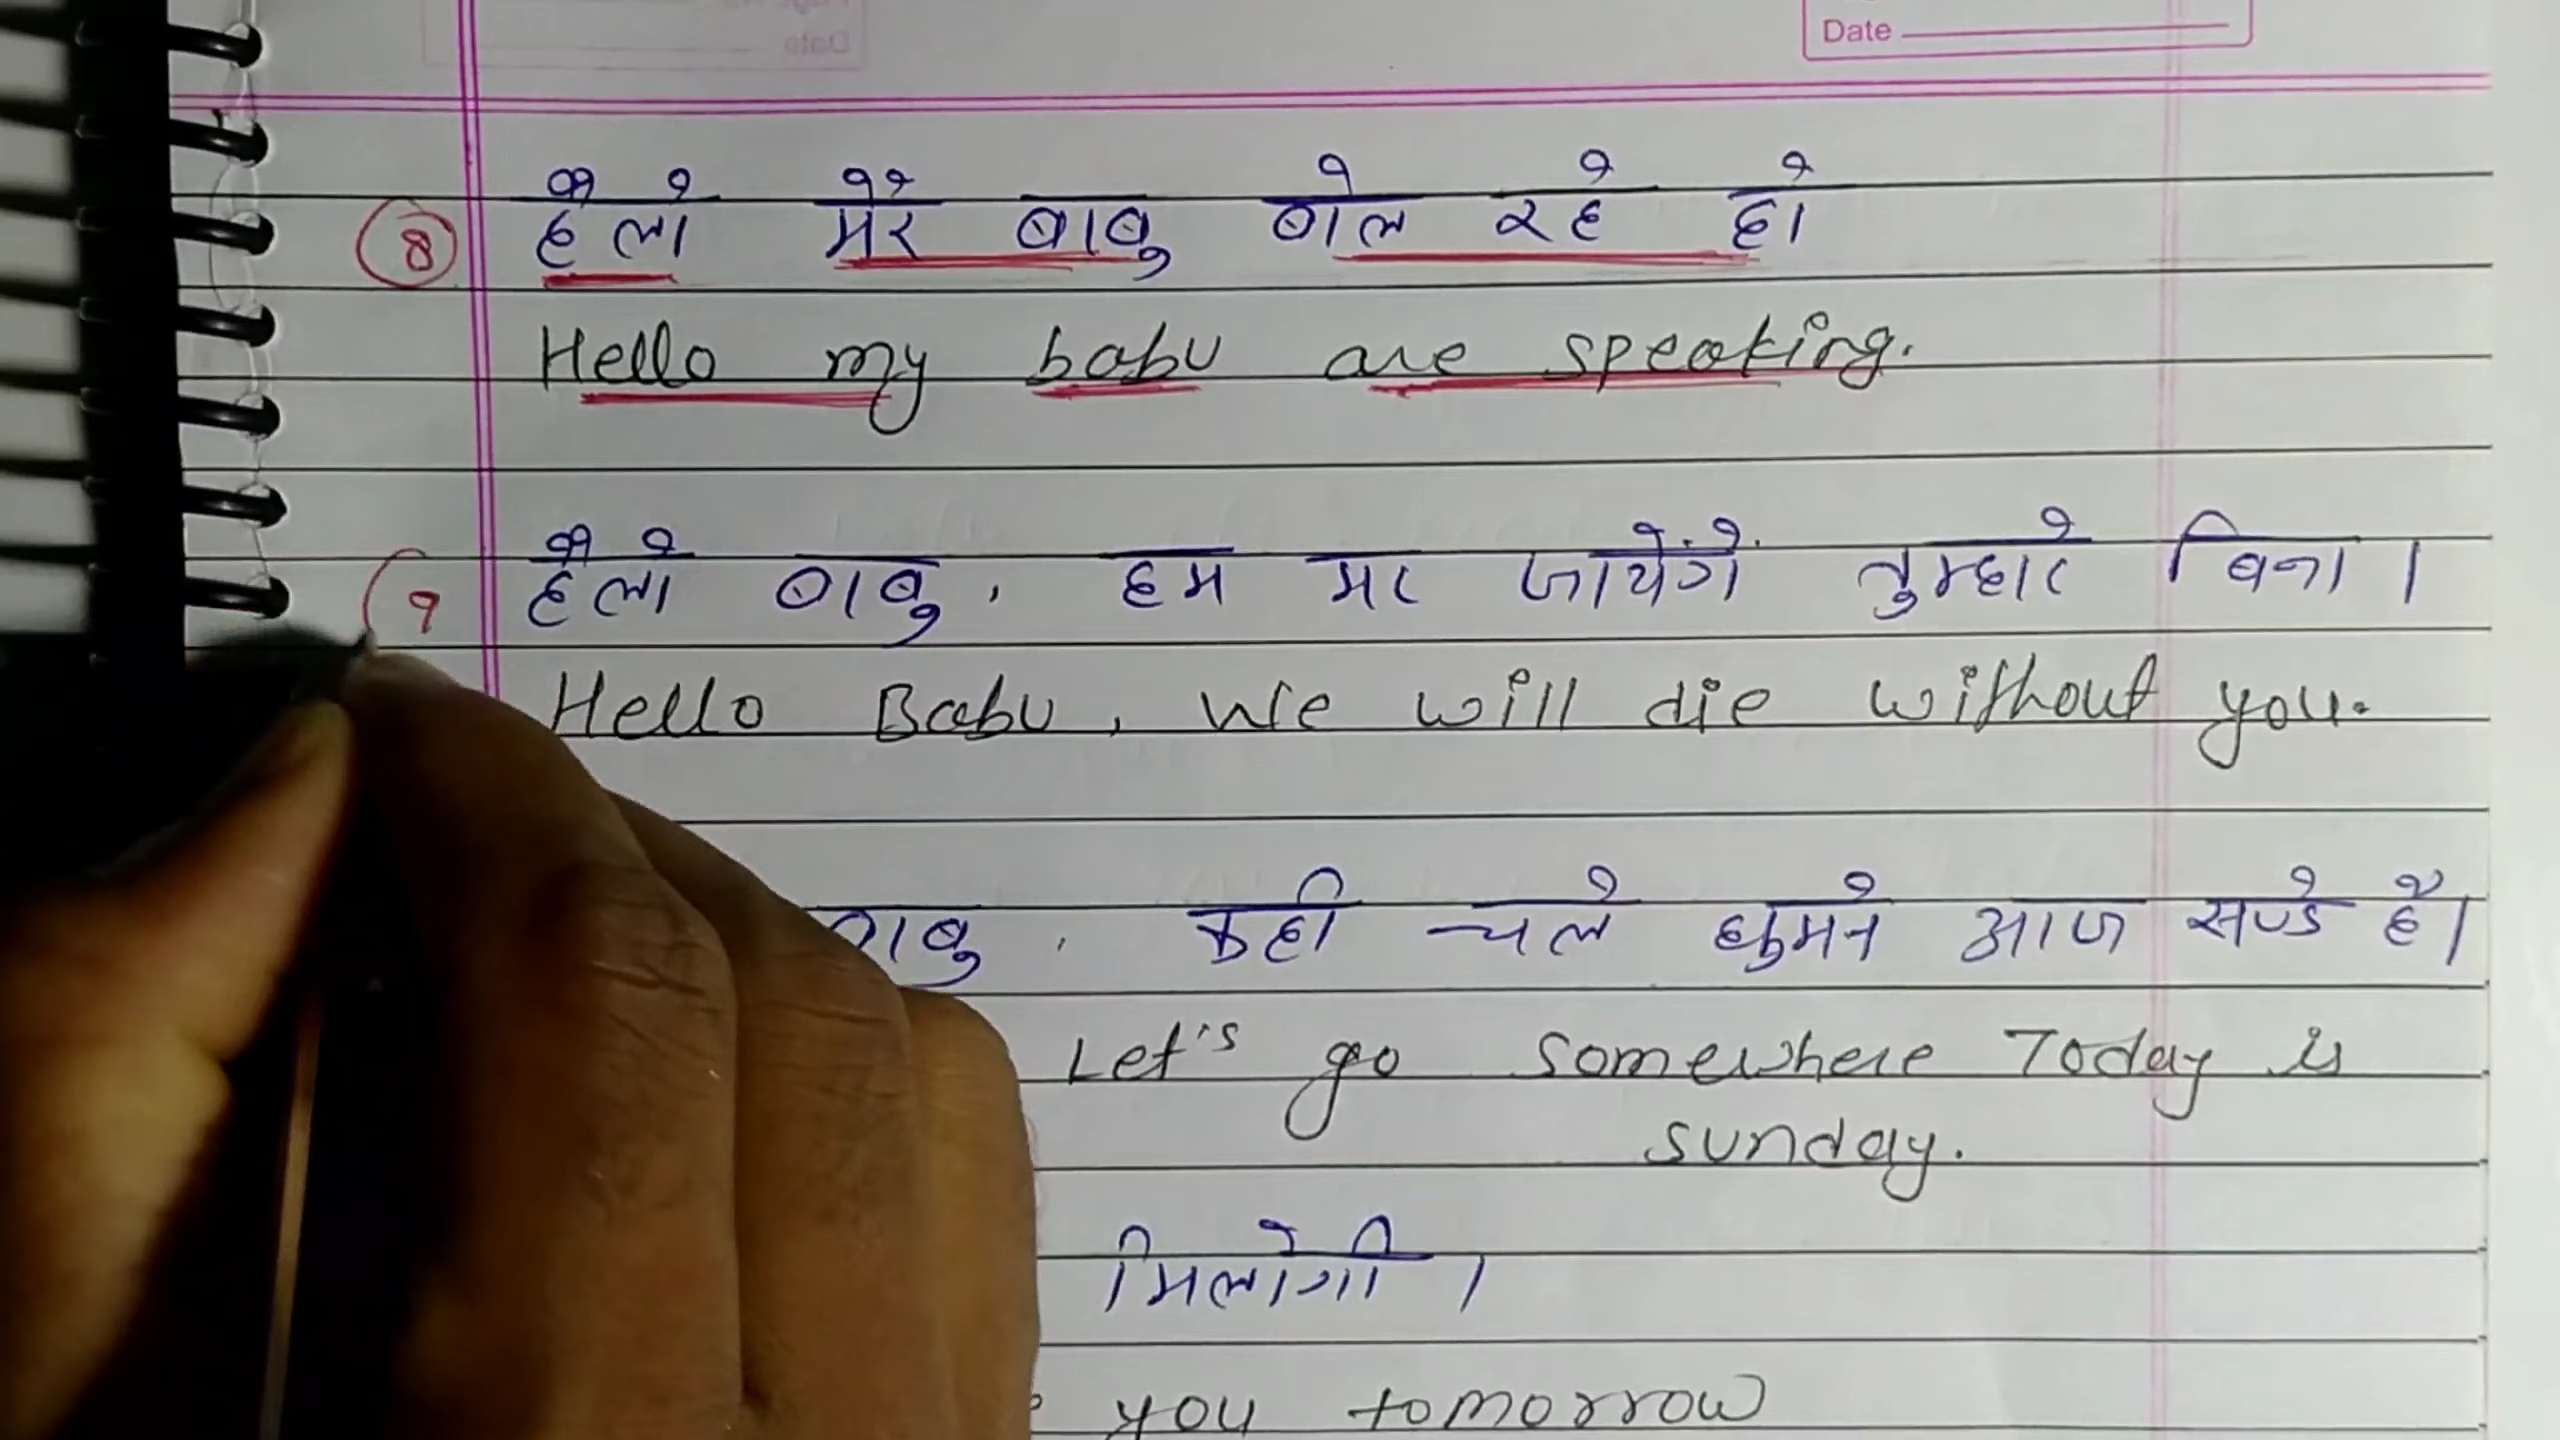 Date
⑧ हैलो मेरे बाबु बोल रहे हो
Hello my babu are speaking.
9 हैलो बाबु, हम मर जायेंगे तुम्हारे बिना।
Hello Babu, we will die without you.
बाबु, कही चले घुमने आज सण्डे है।
Let's go somewhere Today is
sunday.
मिलोगी।
you tomorrow